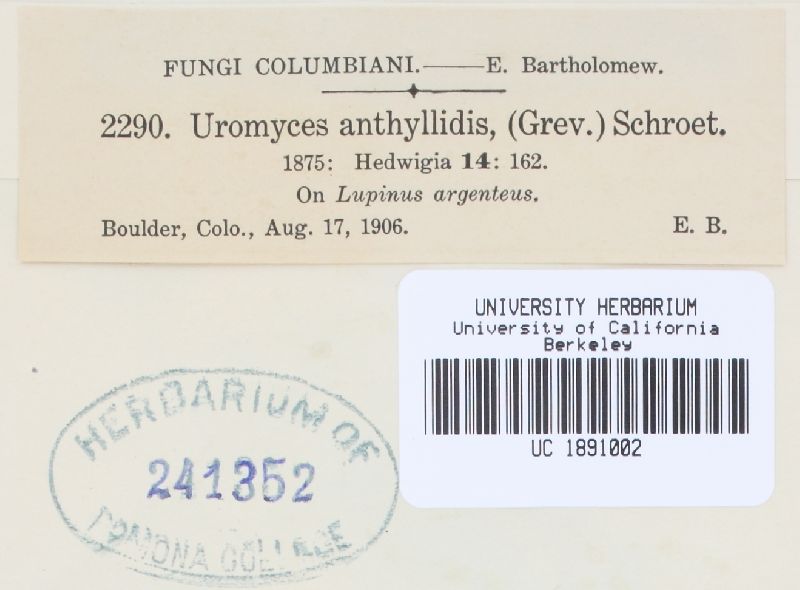 FUNGI COLUMBIANI.——E. Bartholomew.
2290. Uromyces anthyllidis, (Grev.) Schroet.
1875: Hedwigia 14: 162.
On Lupinus argenteus.
Boulder, Colo., Aug. 17, 1906. E. B.
UNIVERSITY HERBARIUM
University of California
Berkeley
UC 1891002
HERBARIUM OF
241352
POMONA COLLEGE